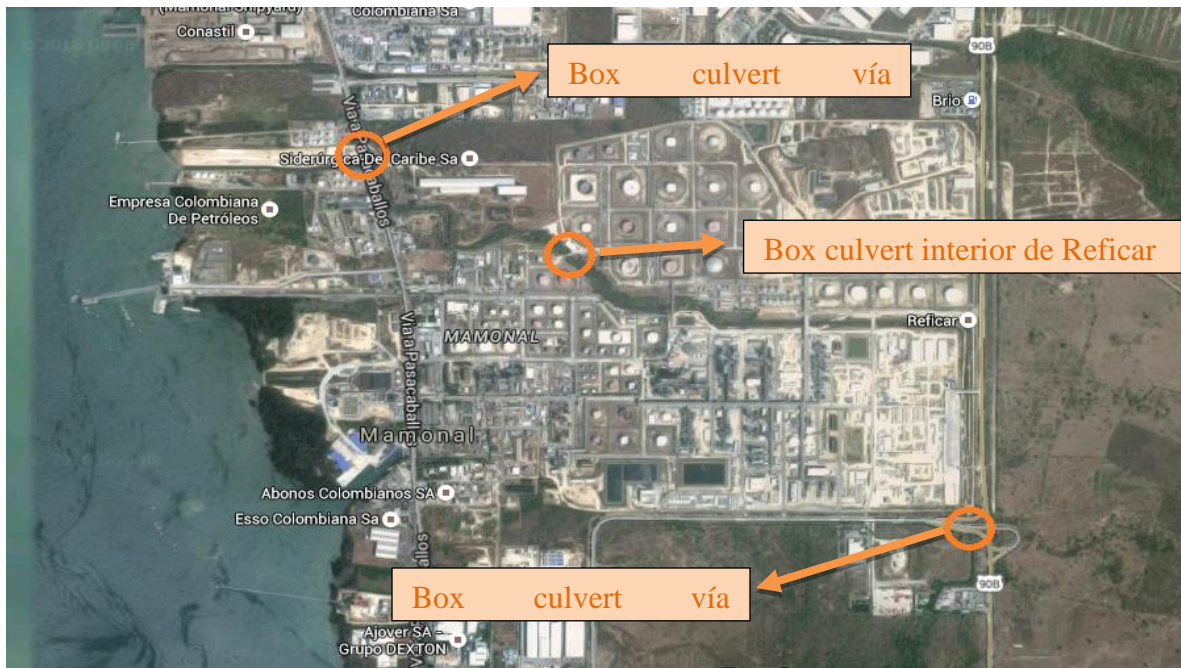 (Mamonal Shipyard)
Colombiana Sa
Conastil
90B
Box culvert vía
Brio
Via a Pasacaballos
Siderúrgica Del Caribe Sa
Empresa Colombiana
De Petróleos
Box culvert interior de Reficar
Reficar
MAMONAL
Via a Pasacaballos
Mamonal
Abonos Colombianos SA
Esso Colombiana Sa
90B
Box culvert vía
Ajover SA -
Grupo DEXTON